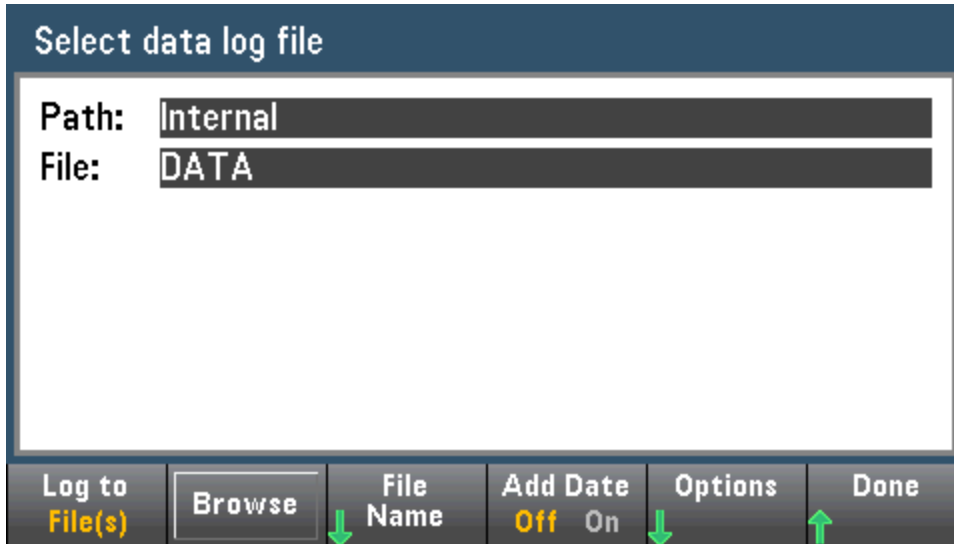 Select data log file
Path: Internal
File: DATA
Log to
File(s)
Browse
File
Name
Add Date
Off On
Options
Done